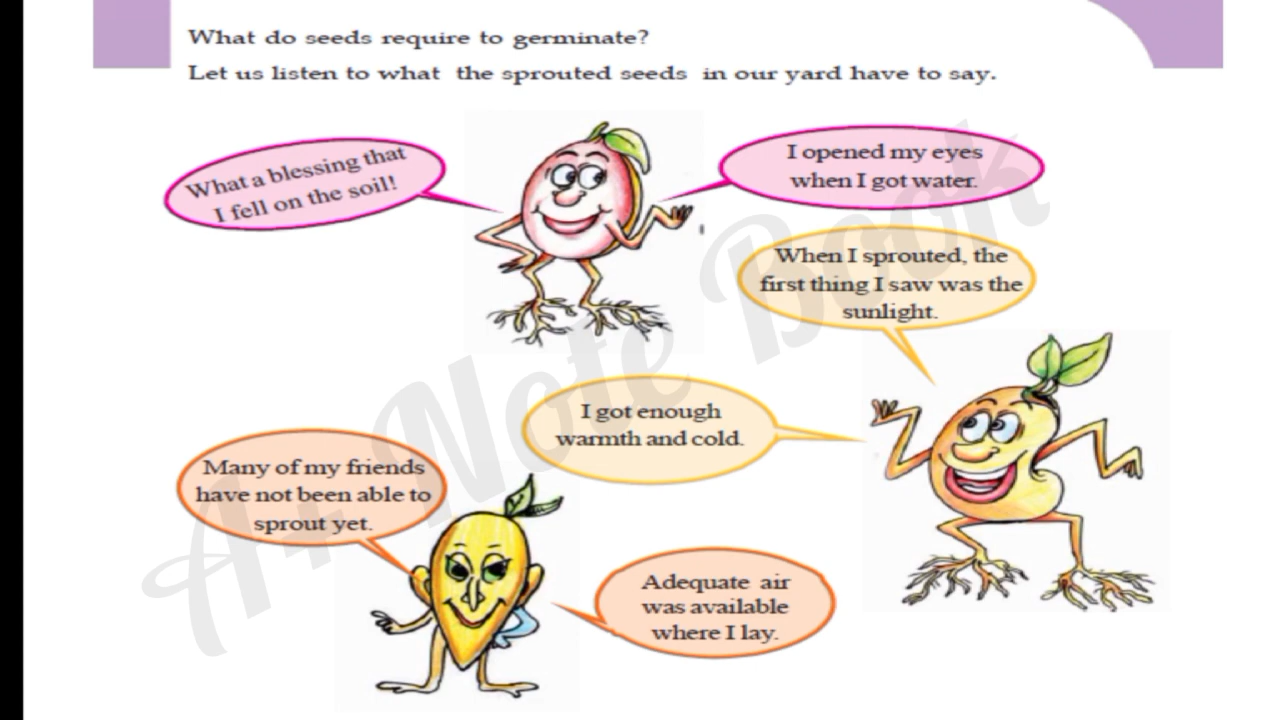 What do seeds require to germinate?
Let us listen to what the sprouted seeds in our yard have to say.
What a blessing that
I fell on the soil!
I opened my eyes
when I got water.
When I sprouted, the
first thing I saw was the
sunlight.
I got enough
warmth and cold.
Many of my friends
have not been able to
sprout yet.
Adequate air
was available
where I lay.
A+ Note Book